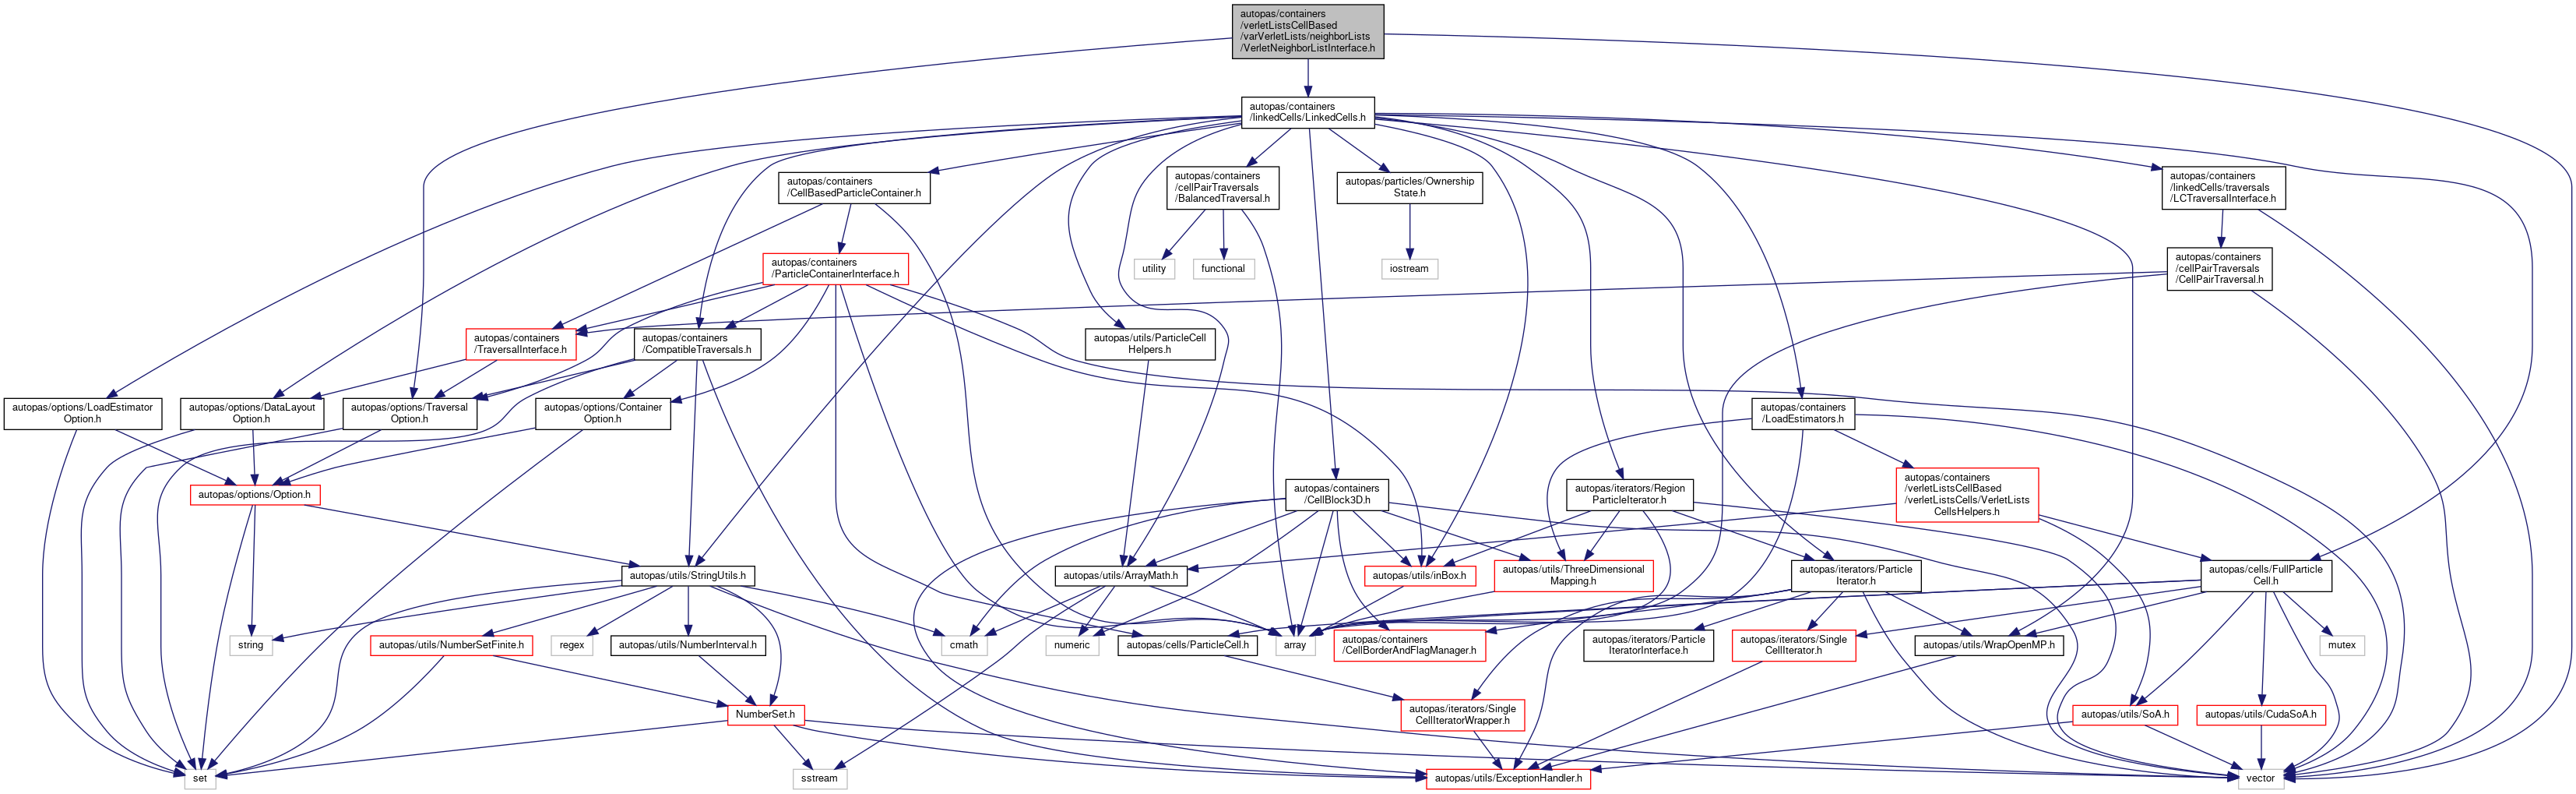 autopas/containers
/verletListsCellBased
/varVerletLists/neighborLists
/VerletNeighborListInterface.h
autopas/containers
/linkedCells/LinkedCells.h
autopas/containers
/CellBasedParticleContainer.h
autopas/containers
/cellPairTraversals
/BalancedTraversal.h
autopas/particles/Ownership
State.h
autopas/containers
/linkedCells/traversals
/LCTraversalInterface.h
autopas/containers
/ParticleContainerInterface.h
utility
functional
iostream
autopas/containers
/cellPairTraversals
/CellPairTraversal.h
autopas/containers
/TraversalInterface.h
autopas/containers
/CompatibleTraversals.h
autopas/utils/ParticleCell
Helpers.h
autopas/options/LoadEstimator
Option.h
autopas/options/DataLayout
Option.h
autopas/options/Traversal
Option.h
autopas/options/Container
Option.h
autopas/containers
/LoadEstimators.h
autopas/options/Option.h
autopas/containers
/CellBlock3D.h
autopas/iterators/Region
ParticleIterator.h
autopas/containers
/verletListsCellBased
/verletListsCells/VerletLists
CellsHelpers.h
autopas/utils/StringUtils.h
autopas/utils/ArrayMath.h
autopas/utils/inBox.h
autopas/utils/ThreeDimensional
Mapping.h
autopas/iterators/Particle
Iterator.h
autopas/cells/FullParticle
Cell.h
string
autopas/utils/NumberSetFinite.h
regex
autopas/utils/NumberInterval.h
cmath
numeric
autopas/cells/ParticleCell.h
array
autopas/containers
/CellBorderAndFlagManager.h
autopas/iterators/Particle
IteratorInterface.h
autopas/iterators/Single
CellIterator.h
autopas/utils/WrapOpenMP.h
mutex
NumberSet.h
autopas/iterators/Single
CellIteratorWrapper.h
autopas/utils/SoA.h
autopas/utils/CudaSoA.h
set
sstream
autopas/utils/ExceptionHandler.h
vector